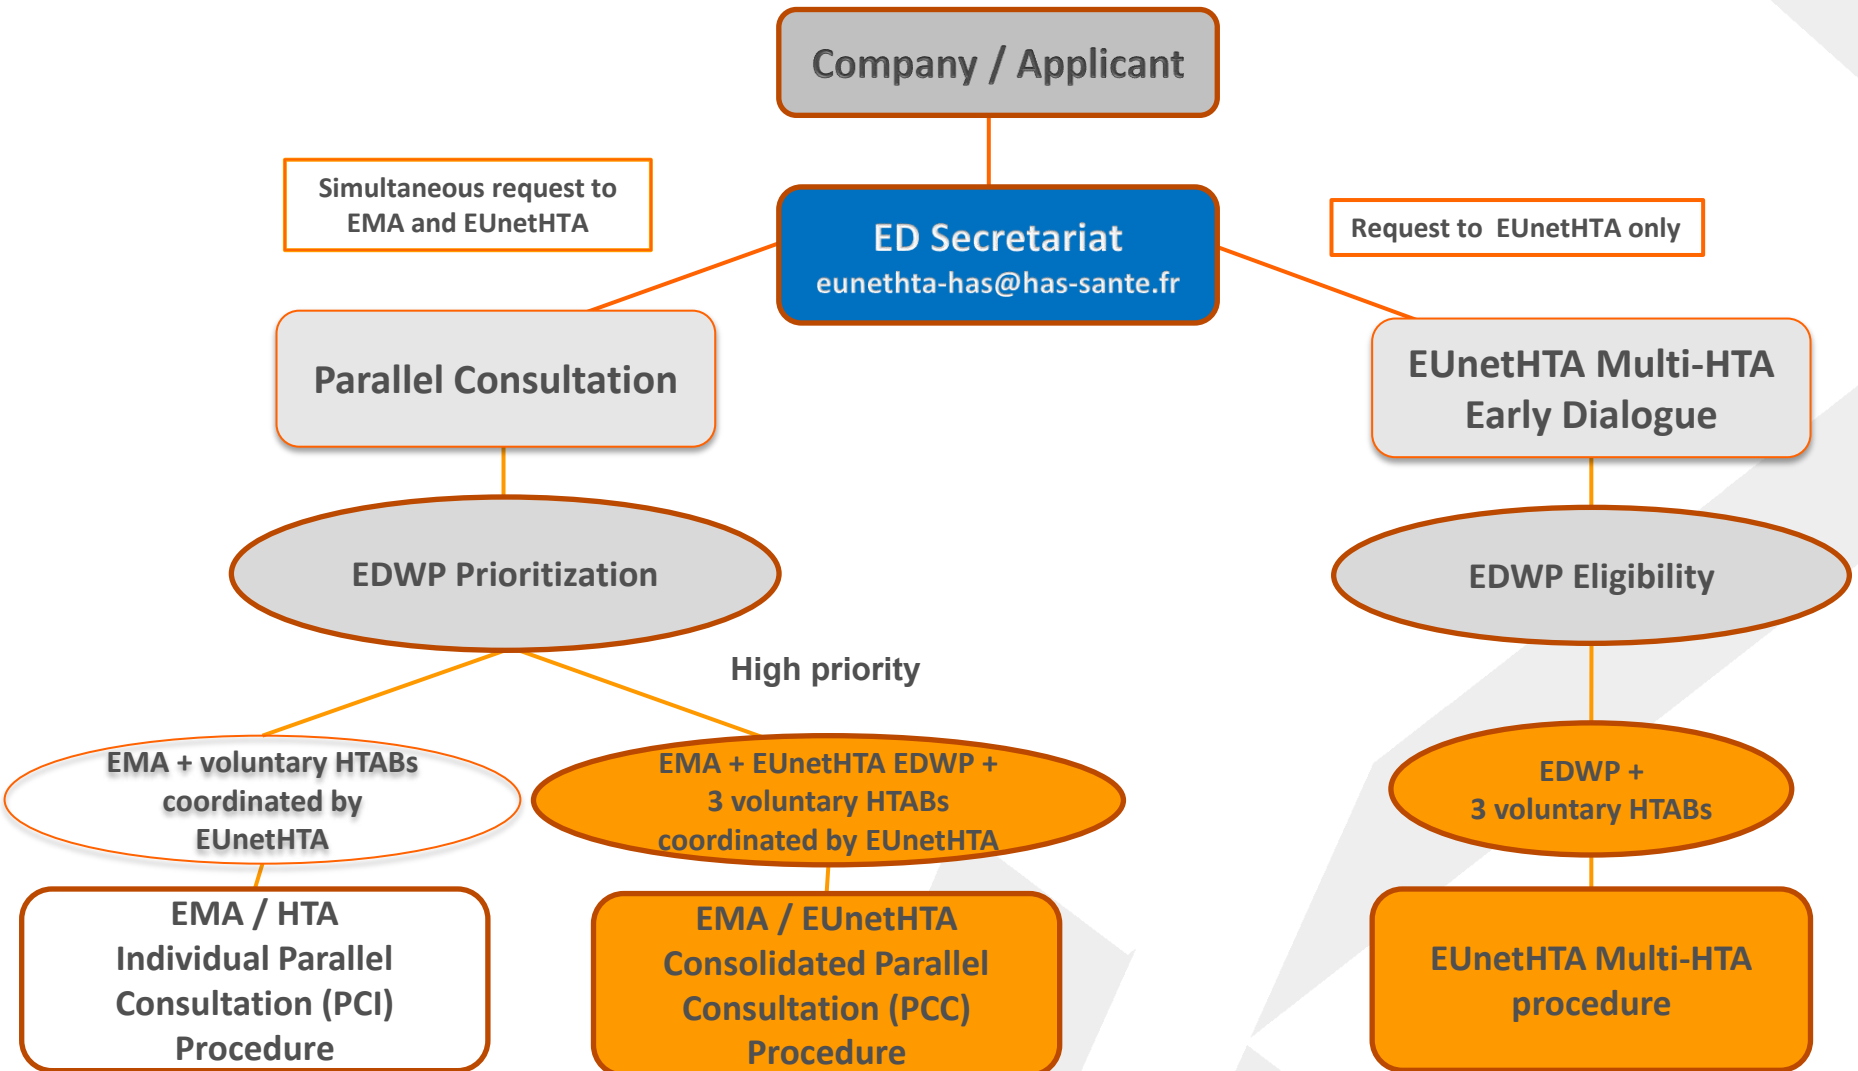 Company / Applicant
Simultaneous request to
EMA and EUnetHTA
ED Secretariat
eunethta-has@has-sante.fr
Request to EUnetHTA only
Parallel Consultation
EUnetHTA Multi-HTA
Early Dialogue
EDWP Prioritization
EDWP Eligibility
High priority
EMA + voluntary HTABs
coordinated by
EUnetHTA
EMA + EUnetHTA EDWP +
3 voluntary HTABs
coordinated by EUnetHTA
EDWP +
3 voluntary HTABs
EMA / HTA
Individual Parallel
Consultation (PCI)
Procedure
EMA / EUnetHTA
Consolidated Parallel
Consultation (PCC)
Procedure
EUnetHTA Multi-HTA
procedure